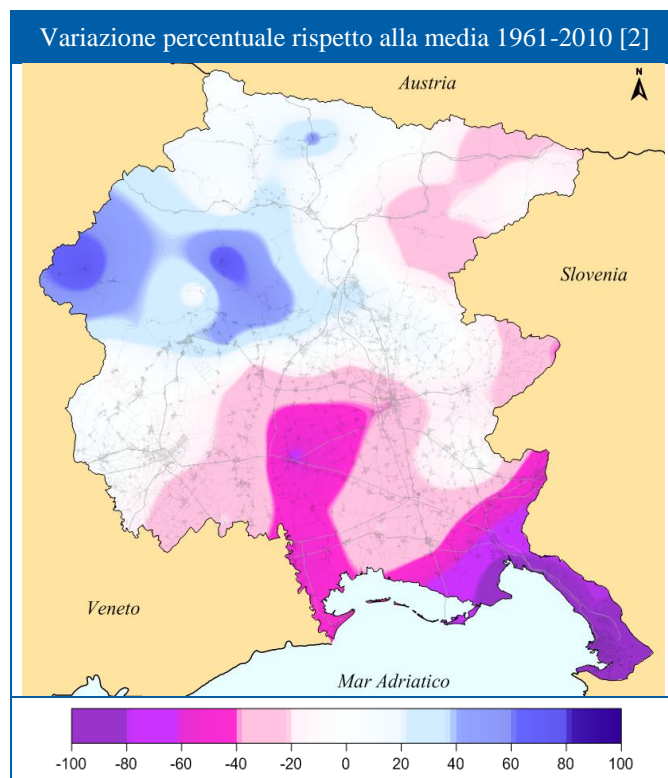 Variazione percentuale rispetto alla media 1961-2010 [2]
Austria
N
Slovenia
Veneto
Mar Adriatico
-100 -80 -60 -40 -20 0 20 40 60 80 100